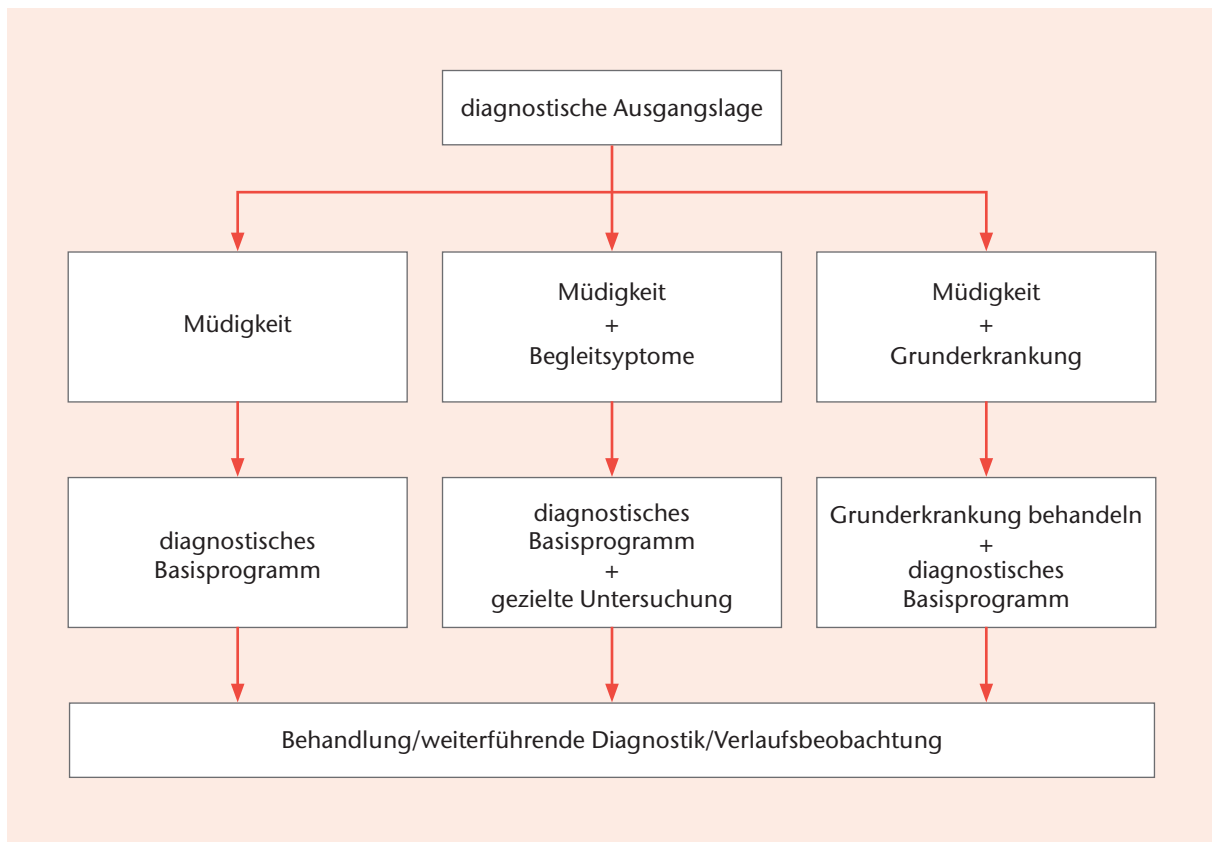 diagnostische Ausgangslage
Müdigkeit
Müdigkeit
+
Begleitsyptome
Müdigkeit
+
Grunderkrankung
diagnostisches
Basisprogramm
diagnostisches
Basisprogramm
+
gezielte Untersuchung
Grunderkrankung behandeln
+
diagnostisches
Basisprogramm
Behandlung/weiterführende Diagnostik/Verlaufsbeobachtung